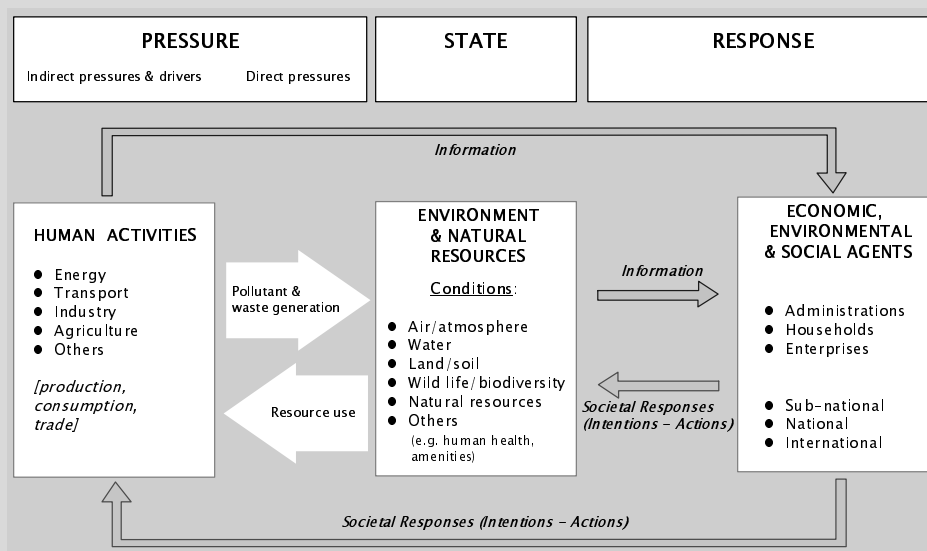 PRESSURE
Indirect pressures & drivers
Direct pressures
STATE
RESPONSE
Information
HUMAN ACTIVITIES
Energy
Transport
Industry
Agriculture
Others
[production,
consumption,
trade]
Pollutant &
waste generation
Resource use
ENVIRONMENT
& NATURAL
RESOURCES
Conditions:
Air/atmosphere
Water
Land/soil
Wild life/biodiversity
Natural resources
Others
(e.g. human health,
amenities)
Information
Societal Responses
(Intentions – Actions)
ECONOMIC,
ENVIRONMENTAL
& SOCIAL AGENTS
Administrations
Households
Enterprises
Sub-national
National
International
Societal Responses (Intentions – Actions)